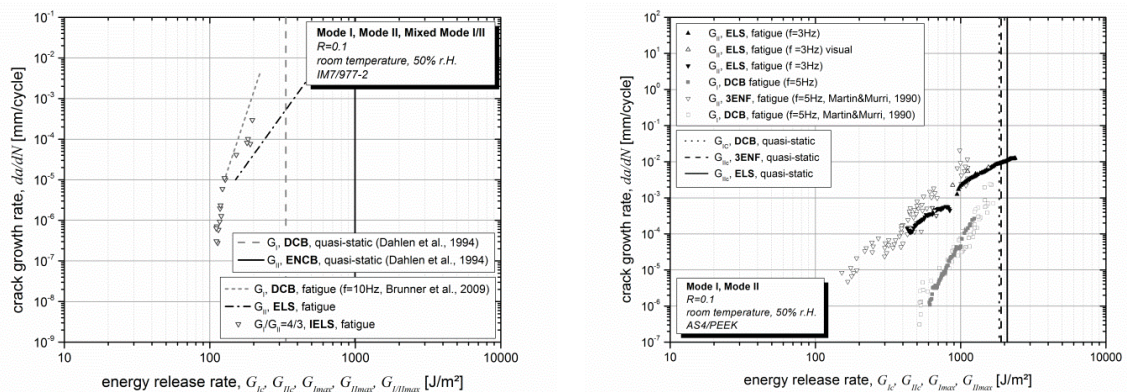 10²
10¹
10⁰
10⁻¹
10⁻²
10⁻³
10⁻⁴
10⁻⁵
10⁻⁶
10⁻⁷
10⁻⁸
10⁻⁹
crack growth rate, da/dN [mm/cycle]
Mode I, Mode II, Mixed Mode I/II
R=0.1
room temperature, 50% r.H.
IM7/977-2
G_I, DCB, quasi-static (Dahlen et al., 1994)
G_II, ENCB, quasi-static (Dahlen et al., 1994)
G_I, DCB, fatigue (f=10Hz, Brunner et al., 2009)
G_II, ELS, fatigue
G_I/G_II=4/3, IELS, fatigue
10 100 1000 10000
energy release rate, G_Ic, G_IIc, G_Imax, G_IImax, G_I/IImax [J/m²]
10²
10¹
10⁰
10⁻¹
10⁻²
10⁻³
10⁻⁴
10⁻⁵
10⁻⁶
10⁻⁷
crack growth rate, da/dN [mm/cycle]
G_II, ELS, fatigue (f=3Hz)
G_II, ELS, fatigue (f =3Hz) visual
G_II, ELS, fatigue (f =3Hz)
G_I, DCB fatigue (f=5Hz)
G_II, 3ENF, fatigue (f=5Hz, Martin&Murri, 1990)
G_I, DCB, fatigue (f=5Hz, Martin&Murri, 1990)
G_Ic, DCB, quasi-static
G_IIc, 3ENF, quasi-static
G_IIc, ELS, quasi-static
Mode I, Mode II
R=0.1
room temperature, 50% r.H.
AS4/PEEK
10 100 1000 10000
energy release rate, G_Ic, G_IIc, G_Imax, G_IImax [J/m²]